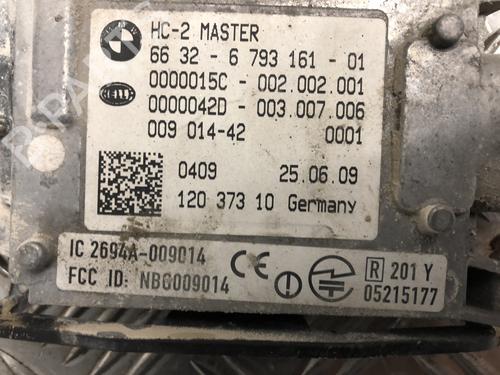 HC-2 MASTER
66 32 - 6 793 161 - 01
0000015C - 002.002.001
0000042D - 003.007.006
009 014-42 0001
0409 25.06.09
120 373 10 Germany
IC 2694A-009014
FCC ID: NBG009014
CE
R 201 Y
05215177